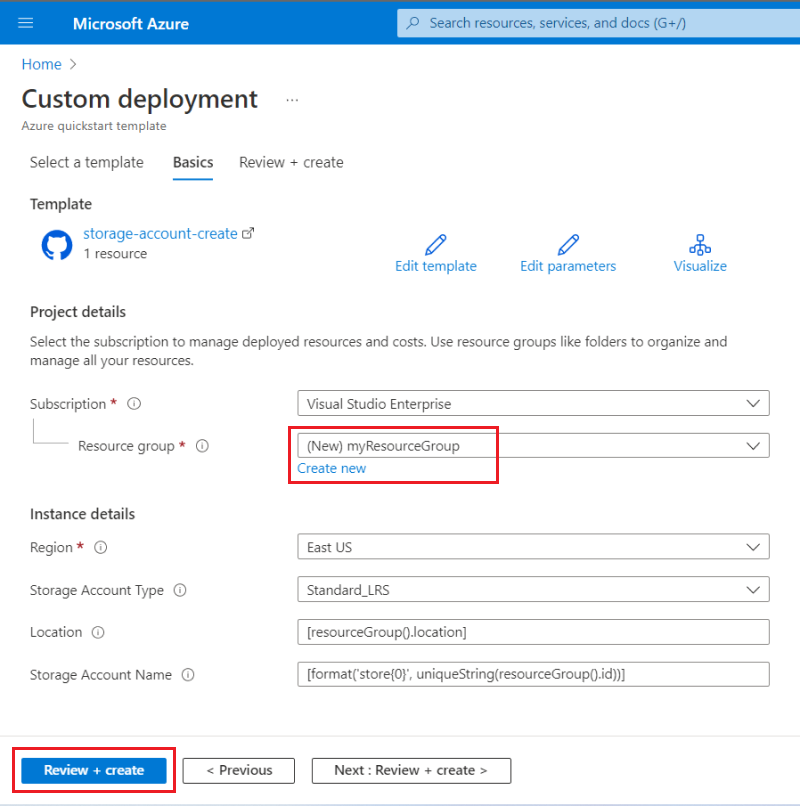 Microsoft Azure
Search resources, services, and docs (G+/)
Home >
Custom deployment ...
Azure quickstart template
Select a template Basics Review + create
Template
storage-account-create
1 resource
Edit template Edit parameters Visualize
Project details
Select the subscription to manage deployed resources and costs. Use resource groups like folders to organize and
manage all your resources.
Subscription * Visual Studio Enterprise
Resource group * (New) myResourceGroup
Create new
Instance details
Region * East US
Storage Account Type Standard_LRS
Location [resourceGroup().location]
Storage Account Name [format('store{0}', uniqueString(resourceGroup().id))]
Review + create < Previous Next : Review + create >